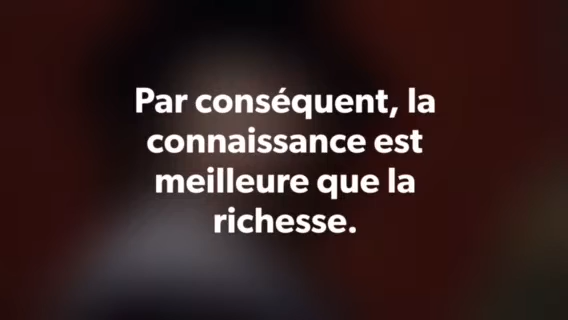 Par conséquent, la
connaissance est
meilleure que la
richesse.